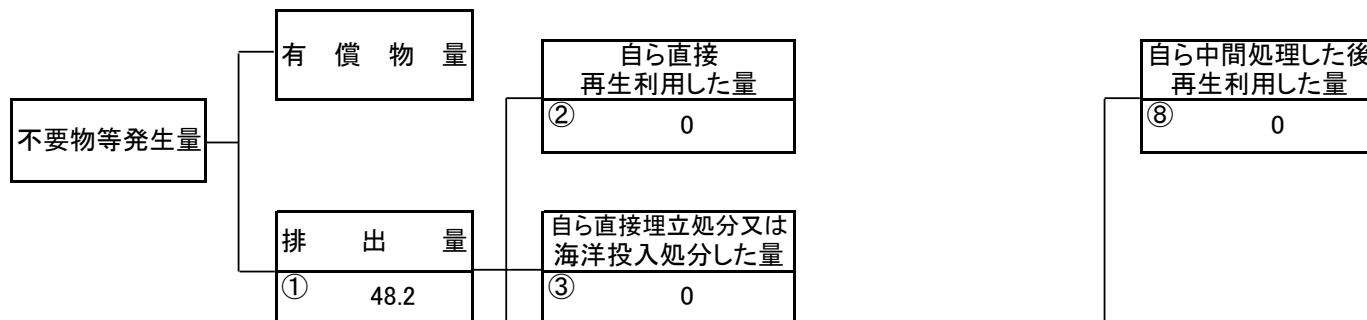 有償物量
自ら直接
再生利用した量
②
0
自ら中間処理した後
再生利用した量
⑧
0
不要物等発生量
排出量
①
48.2
自ら直接埋立処分又は
海洋投入処分した量
③
0